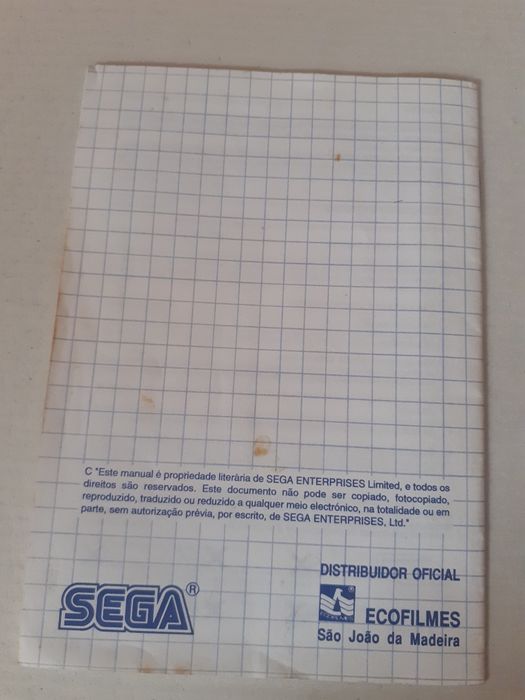 C "Este manual é propriedade literària de SEGA ENTERPRISES Limited, e todos os
direitos são reservados. Este documento não pode ser copiado, fotocopiado,
reproduzido, traduzido ou reduzido a qualquer meio electrónico, na totalidade ou em
parte, sem autorização prévia, por escrito, de SEGA ENTERPRISES, Ltd."
DISTRIBUIDOR OFICIAL
SEGA®
ECOFILMES
São João da Madeira